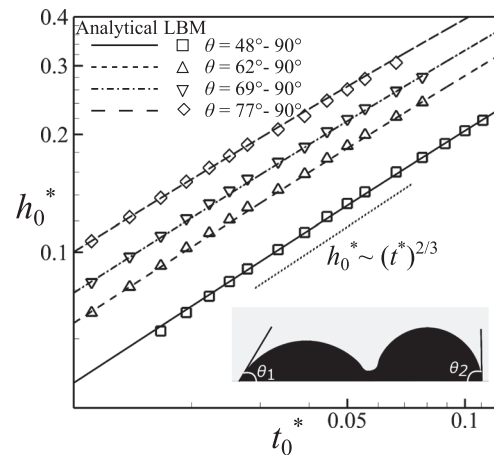 0.4
Analytical LBM
θ = 48°- 90°
0.3
θ = 62°- 90°
θ = 69°- 90°
0.2
θ = 77°- 90°
h₀*
0.1
h₀* ~ (t*)^{2/3}
θ₁
θ₂
0.05
0.1
t₀*